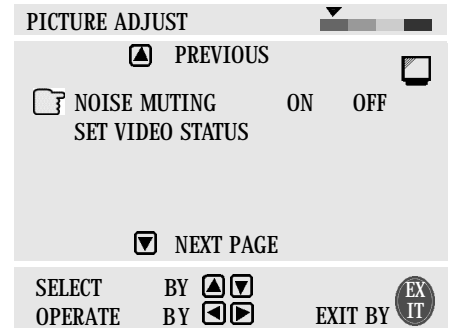 PICTURE ADJUST
PREVIOUS
NOISE MUTING ON OFF
SET VIDEO STATUS
NEXT PAGE
SELECT BY
OPERATE BY
EXIT BY EXIT